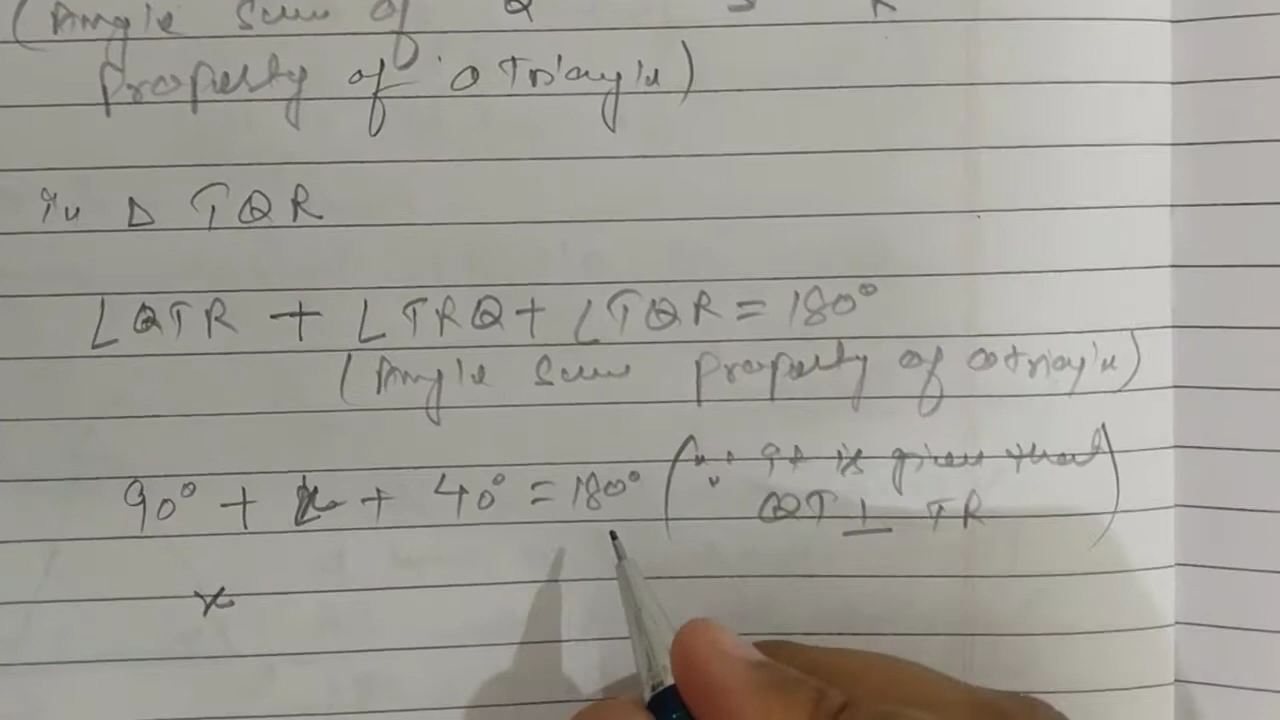 (Angle Sum of Q S R
Property of a Triangle)
In Δ TQR
∠QTR + ∠TRQ + ∠TQR = 180°
(Angle Sum property of a triangle)
90° + x + 40° = 180° (∵ It is given that
QT ⊥ TR
x